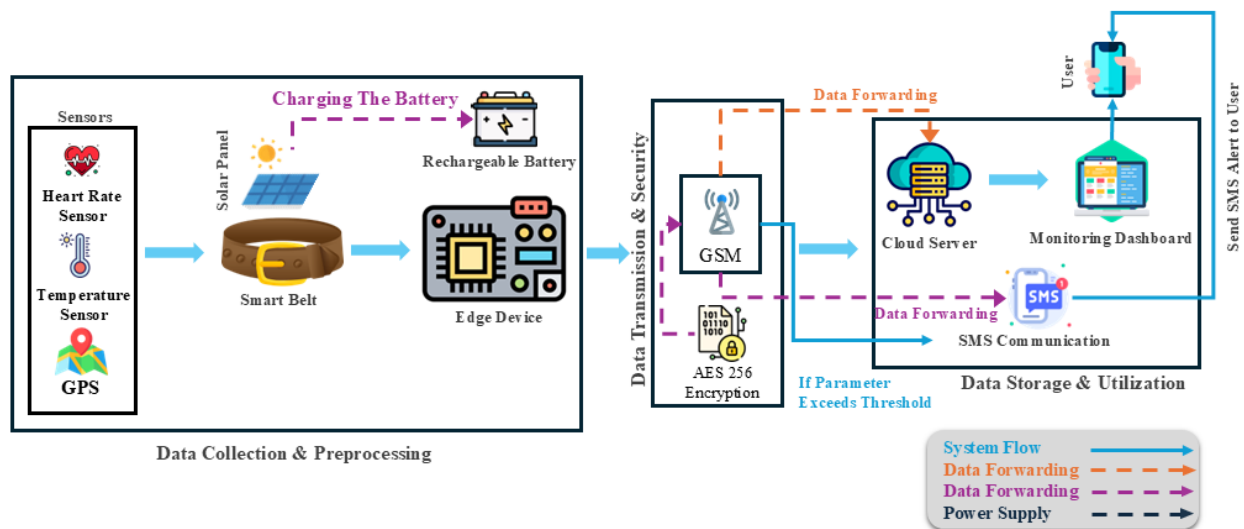 Sensors
Heart Rate
Sensor
Temperature
Sensor
GPS
Solar Panel
Charging The Battery
Rechargeable Battery
Smart Belt
Edge Device
Data Collection & Preprocessing
Data Transmission & Security
GSM
101
01110
1010
AES 256
Encryption
Data Forwarding
Data Forwarding
If Parameter
Exceeds Threshold
Cloud Server
Monitoring Dashboard
SMS
1
SMS Communication
Data Storage & Utilization
User
Send SMS Alert to User
System Flow
Data Forwarding
Data Forwarding
Power Supply